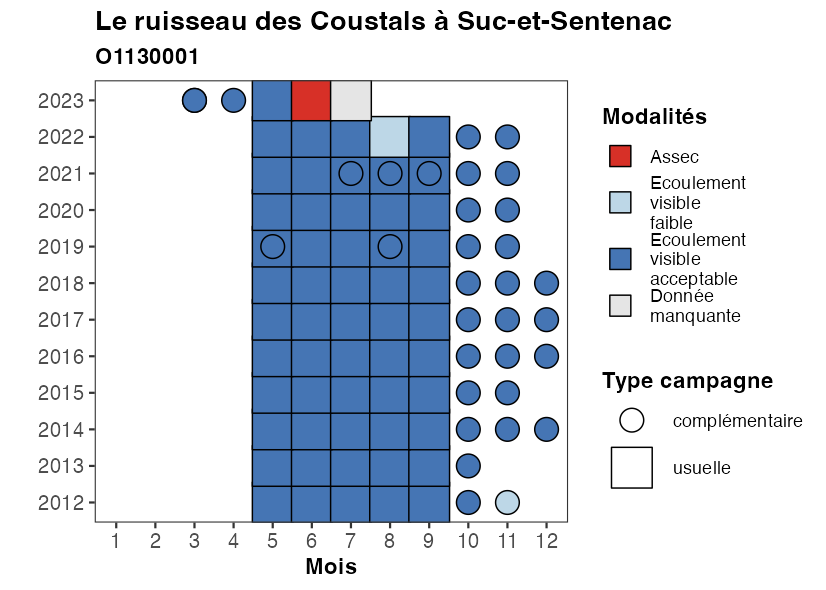 Le ruisseau des Coustals à Suc-et-Sentenac
O1130001
2023
2022
2021
2020
2019
2018
2017
2016
2015
2014
2013
2012
1 2 3 4 5 6 7 8 9 10 11 12
Mois
Modalités
Assec
Ecoulement
visible
faible
Ecoulement
visible
acceptable
Donnée
manquante
Type campagne
complémentaire
usuelle